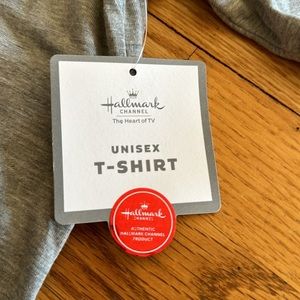 Hallmark
CHANNEL
The Heart of TV
UNISEX
T-SHIRT
Hallmark
CHANNEL
AUTHENTIC
HALLMARK CHANNEL
PRODUCT